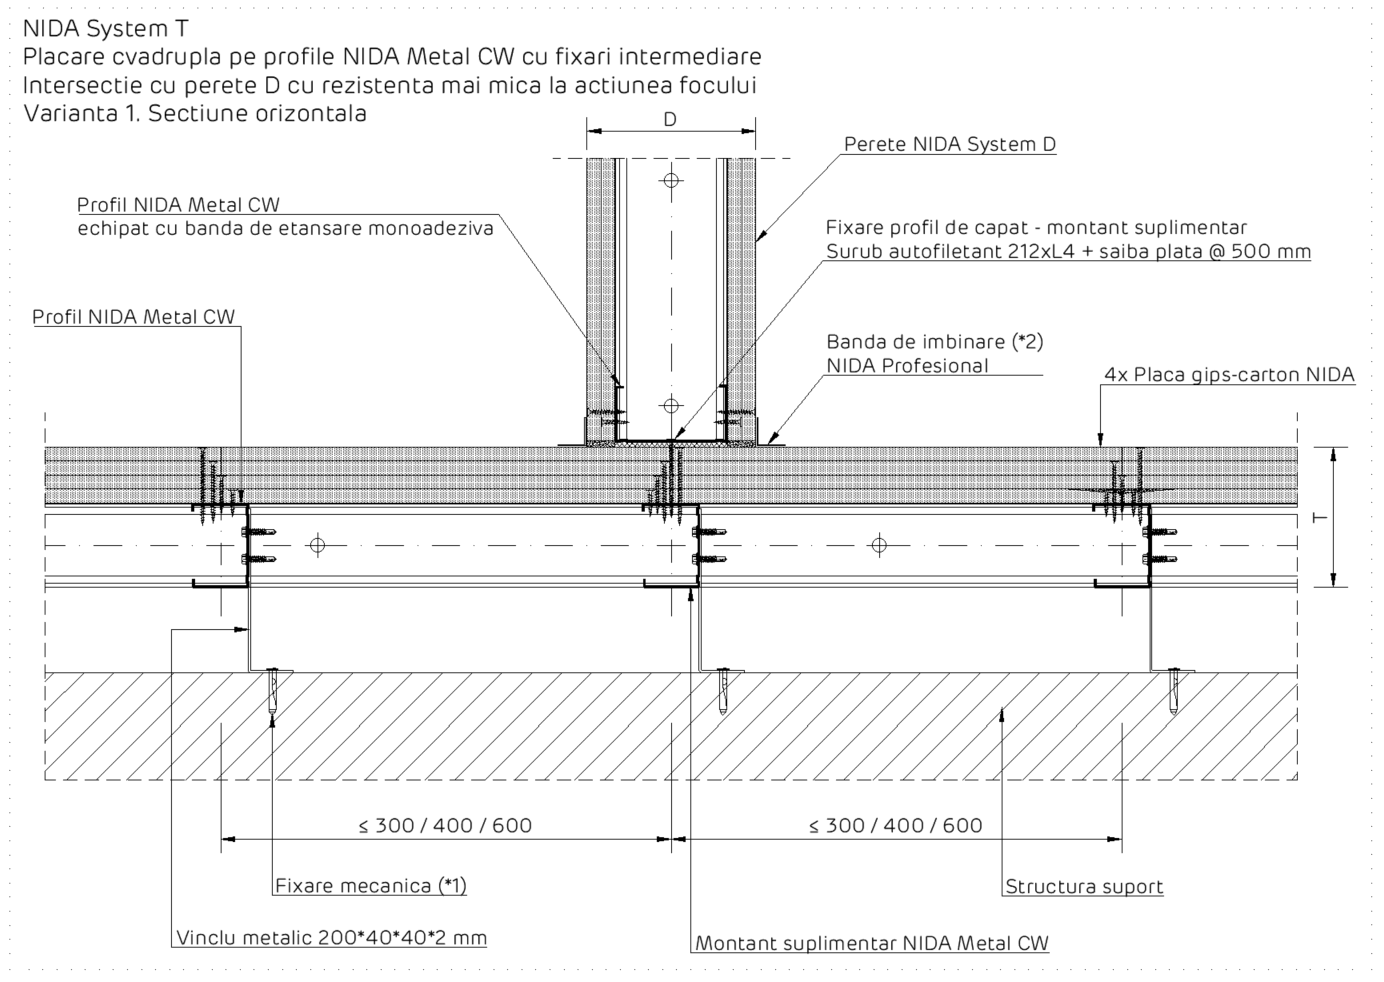 NIDA System T
Placare cvadrupla pe profile NIDA Metal CW cu fixari intermediare
Intersectie cu perete D cu rezistenta mai mica la actiunea focului
Varianta 1. Sectiune orizontala
D
Perete NIDA System D
Profil NIDA Metal CW
echipat cu banda de etansare monoadeziva
Fixare profil de capat - montant suplimentar
Surub autofiletant 212xL4 + saiba plata @ 500 mm
Profil NIDA Metal CW
Banda de imbinare (*2)
NIDA Profesional
4x Placa gips-carton NIDA
T
≤ 300 / 400 / 600
≤ 300 / 400 / 600
Fixare mecanica (*1)
Structura suport
Vinclu metalic 200*40*40*2 mm
Montant suplimentar NIDA Metal CW